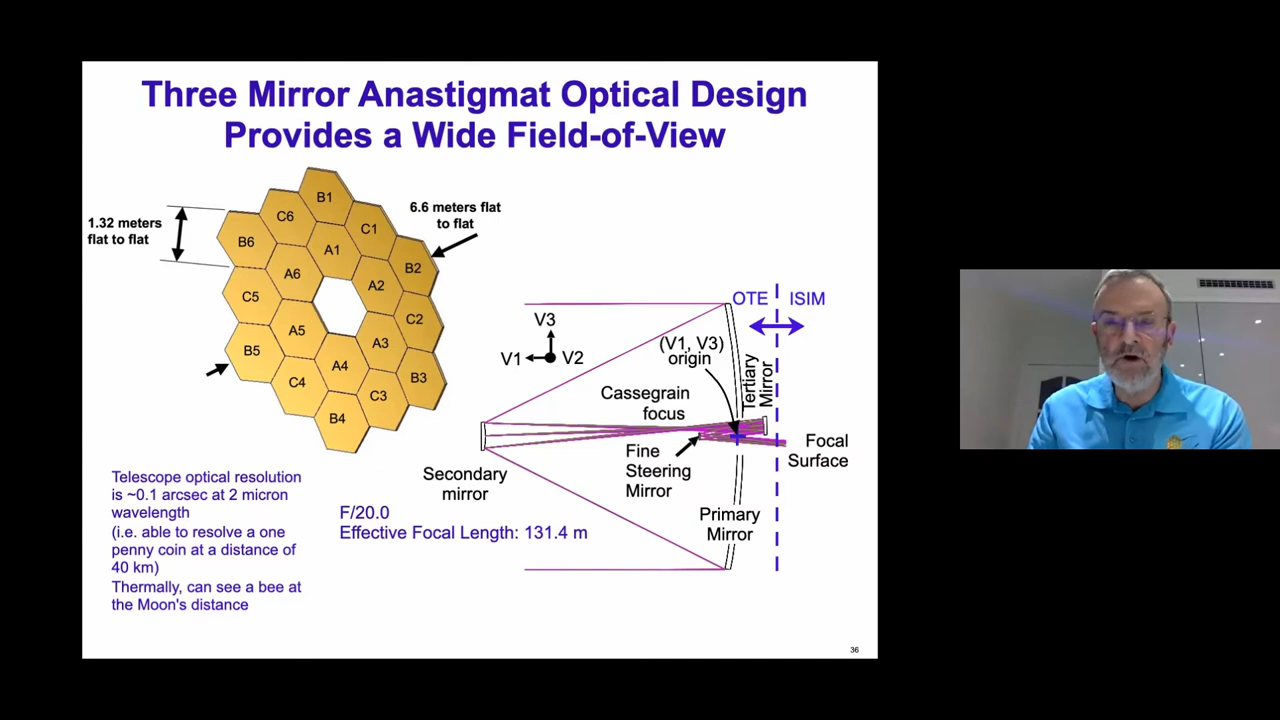 Three Mirror Anastigmat Optical Design
Provides a Wide Field-of-View
1.32 meters
flat to flat
6.6 meters flat
to flat
B1
C6
C1
B6
A1
B2
A6
A2
C5
C2
A5
A3
B5
A4
B3
C4
C3
B4
OTE
ISIM
V3
V1
V2
(V1, V3)
origin
Tertiary
Mirror
Cassegrain
focus
Fine
Steering
Mirror
Focal
Surface
Secondary
mirror
Primary
Mirror
Telescope optical resolution
is ~0.1 arcsec at 2 micron
wavelength
(i.e. able to resolve a one
penny coin at a distance of
40 km)
Thermally, can see a bee at
the Moon's distance
F/20.0
Effective Focal Length: 131.4 m
36